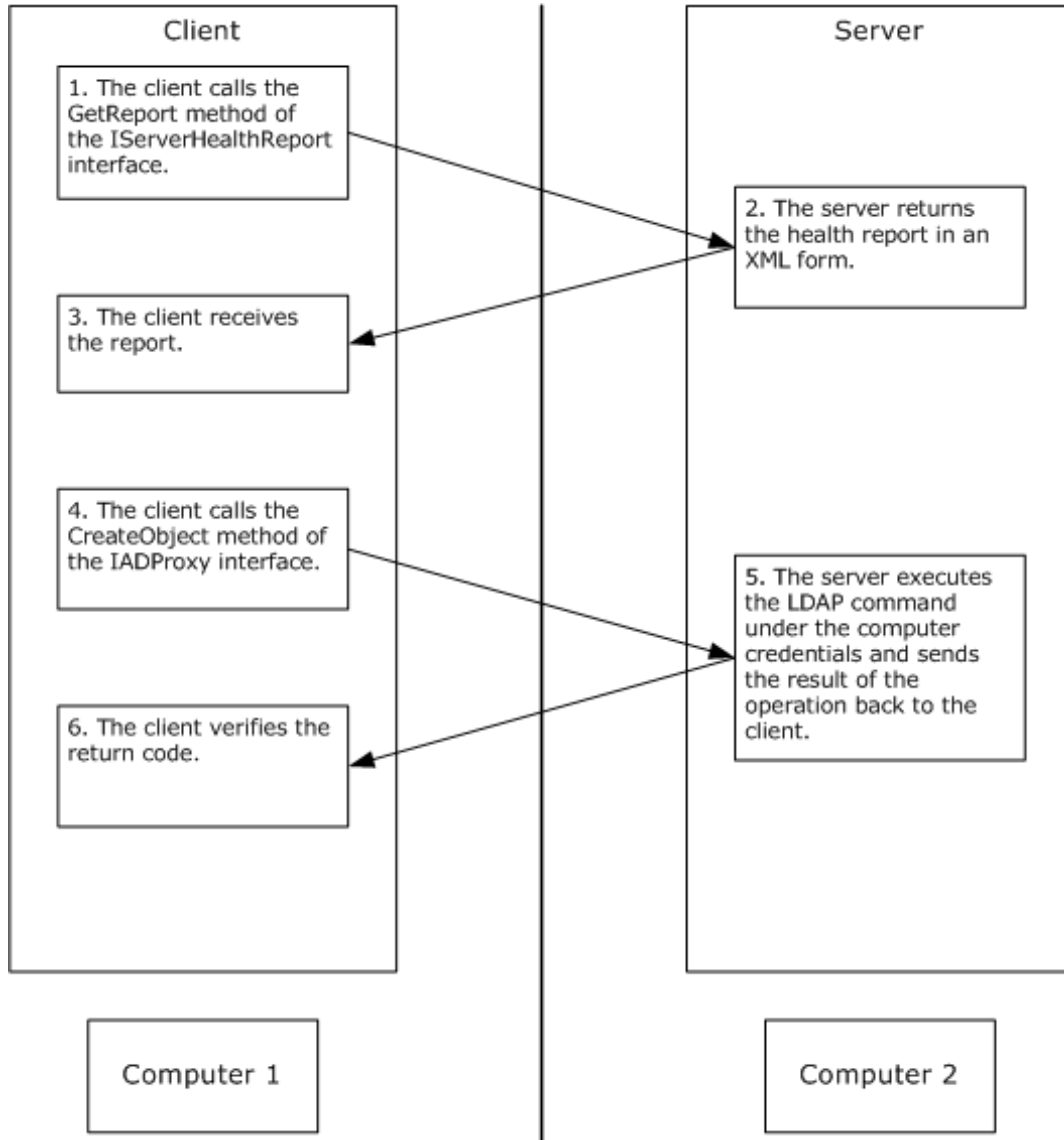 Client
Server
1. The client calls the
GetReport method of
the IServerHealthReport
interface.
2. The server returns
the health report in an
XML form.
3. The client receives
the report.
4. The client calls the
CreateObject method of
the IADProxy interface.
5. The server executes
the LDAP command
under the computer
credentials and sends
the result of the
operation back to the
client.
6. The client verifies the
return code.
Computer 1
Computer 2